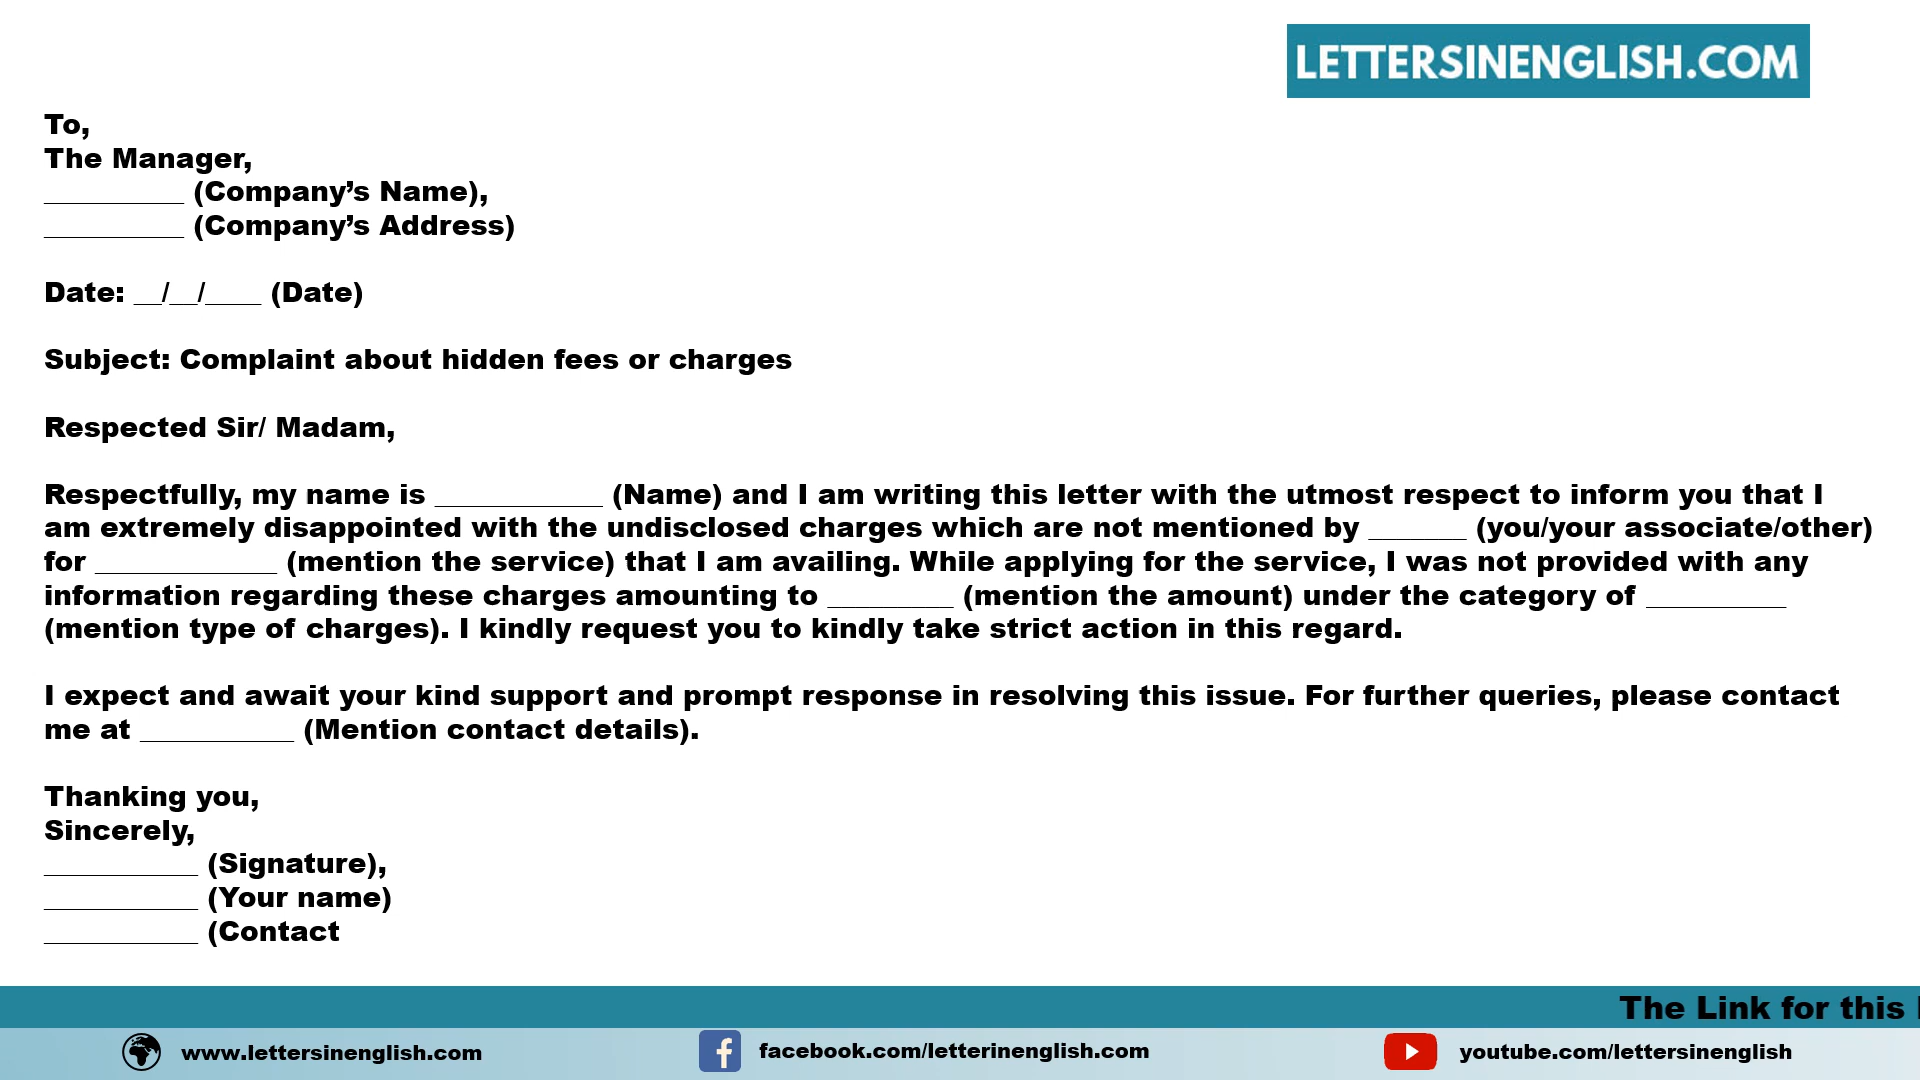 LETTERSINENGLISH.COM
To,
The Manager,
__________ (Company’s Name),
__________ (Company’s Address)
Date: __/__/____ (Date)
Subject: Complaint about hidden fees or charges
Respected Sir/ Madam,
Respectfully, my name is ____________ (Name) and I am writing this letter with the utmost respect to inform you that I
am extremely disappointed with the undisclosed charges which are not mentioned by _______ (you/your associate/other)
for _____________ (mention the service) that I am availing. While applying for the service, I was not provided with any
information regarding these charges amounting to _________ (mention the amount) under the category of __________
(mention type of charges). I kindly request you to kindly take strict action in this regard.
I expect and await your kind support and prompt response in resolving this issue. For further queries, please contact
me at ___________ (Mention contact details).
Thanking you,
Sincerely,
___________ (Signature),
___________ (Your name)
___________ (Contact
The Link for this
www.lettersinenglish.com
facebook.com/letterinenglish.com
youtube.com/lettersinenglish